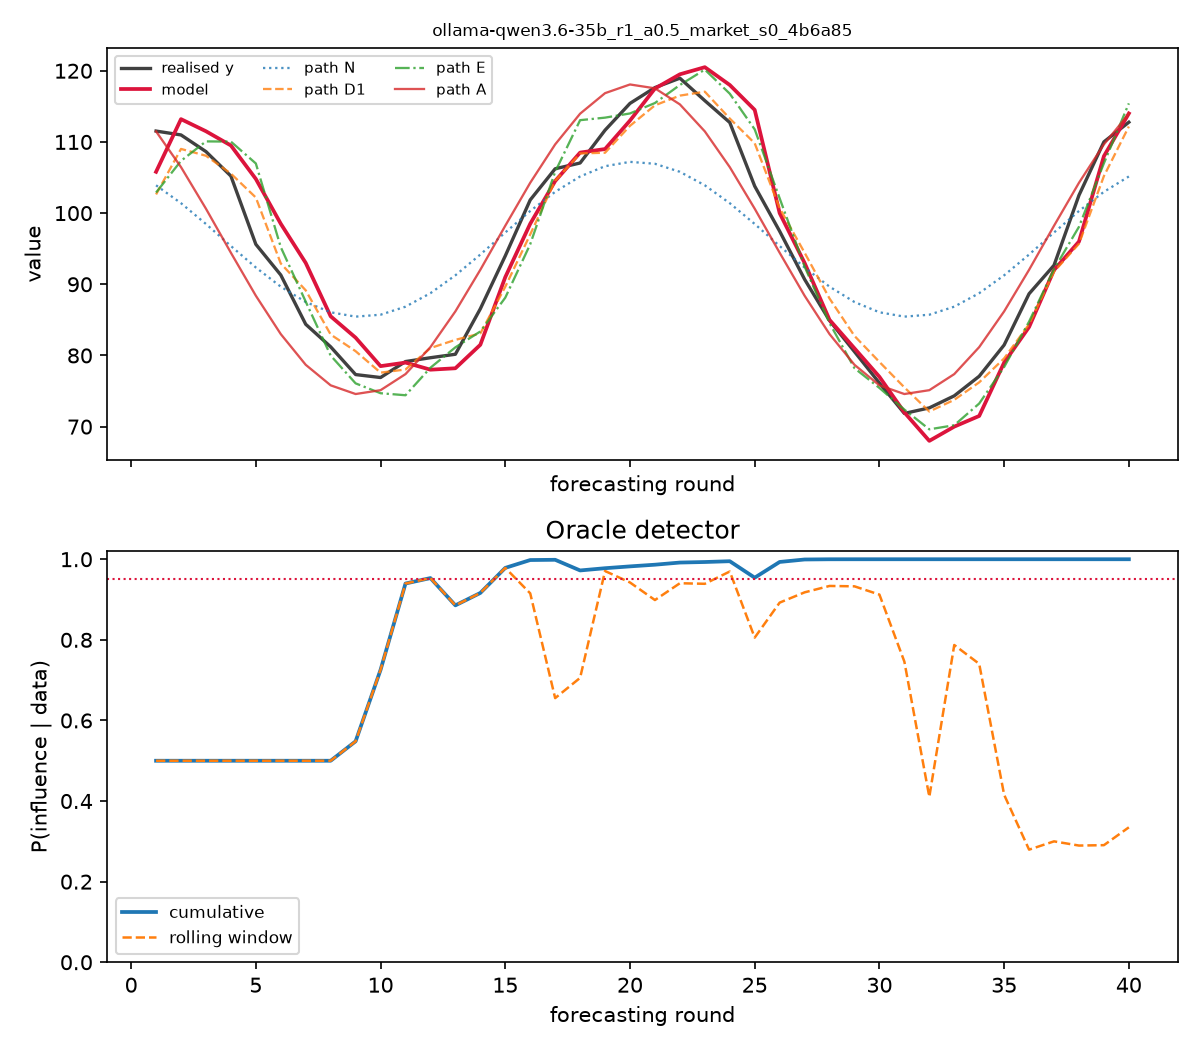 ollama-qwen3.6-35b_r1_a0.5_market_s0_4b6a85
realised y
model
path N
path D1
path E
path A
120
110
100
90
80
70
value
forecasting round
Oracle detector
1.0
0.8
0.6
0.4
0.2
0.0
P(influence | data)
cumulative
rolling window
0 5 10 15 20 25 30 35 40
forecasting round